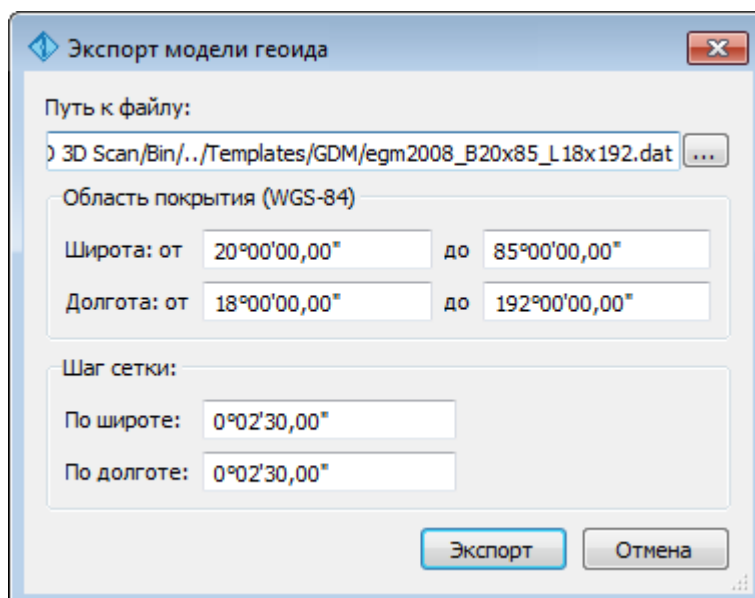 Экспорт модели геоида
Путь к файлу:
3D Scan/Bin/../Templates/GDM/egm2008_B20x85_L18x192.dat ...
Область покрытия (WGS-84)
Широта: от 20°00'00,00" до 85°00'00,00"
Долгота: от 18°00'00,00" до 192°00'00,00"
Шаг сетки:
По широте: 0°02'30,00"
По долготе: 0°02'30,00"
Экспорт Отмена